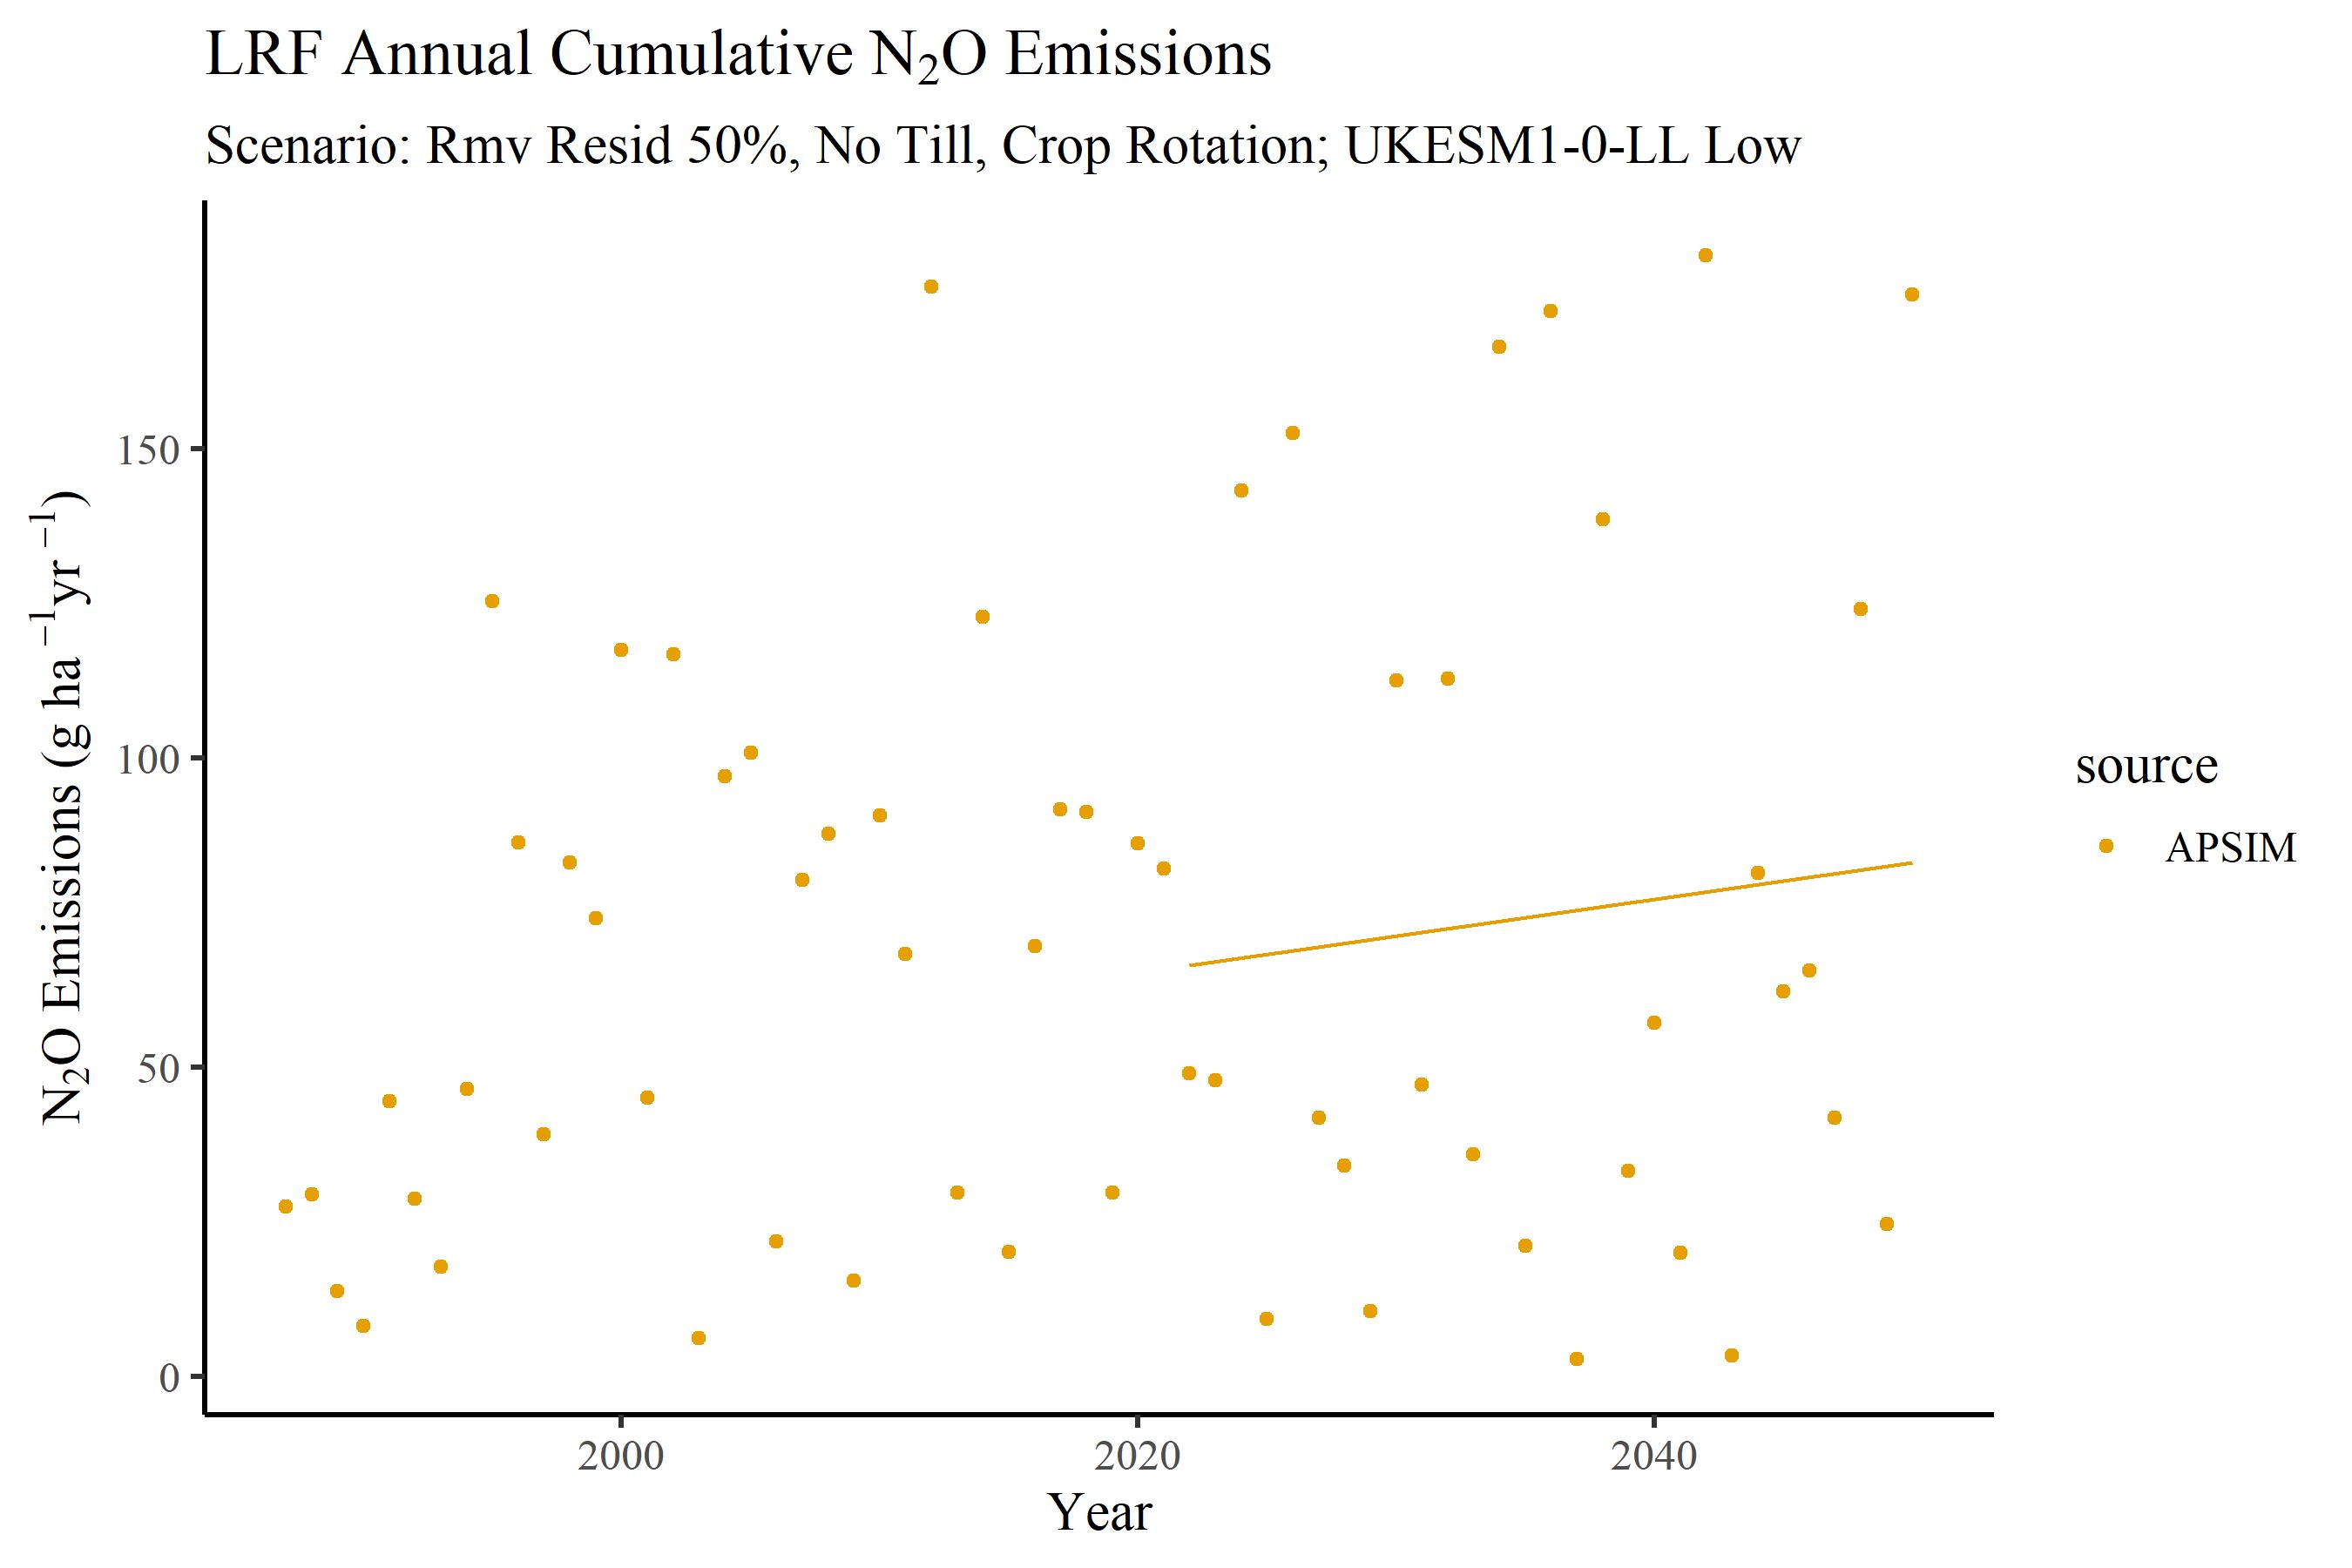 LRF Annual Cumulative N₂O Emissions
Scenario: Rmv Resid 50%, No Till, Crop Rotation; UKESM1-0-LL Low
N₂O Emissions (g ha ⁻¹yr ⁻¹)
150
100
50
0
2000 2020 2040
Year
source
APSIM